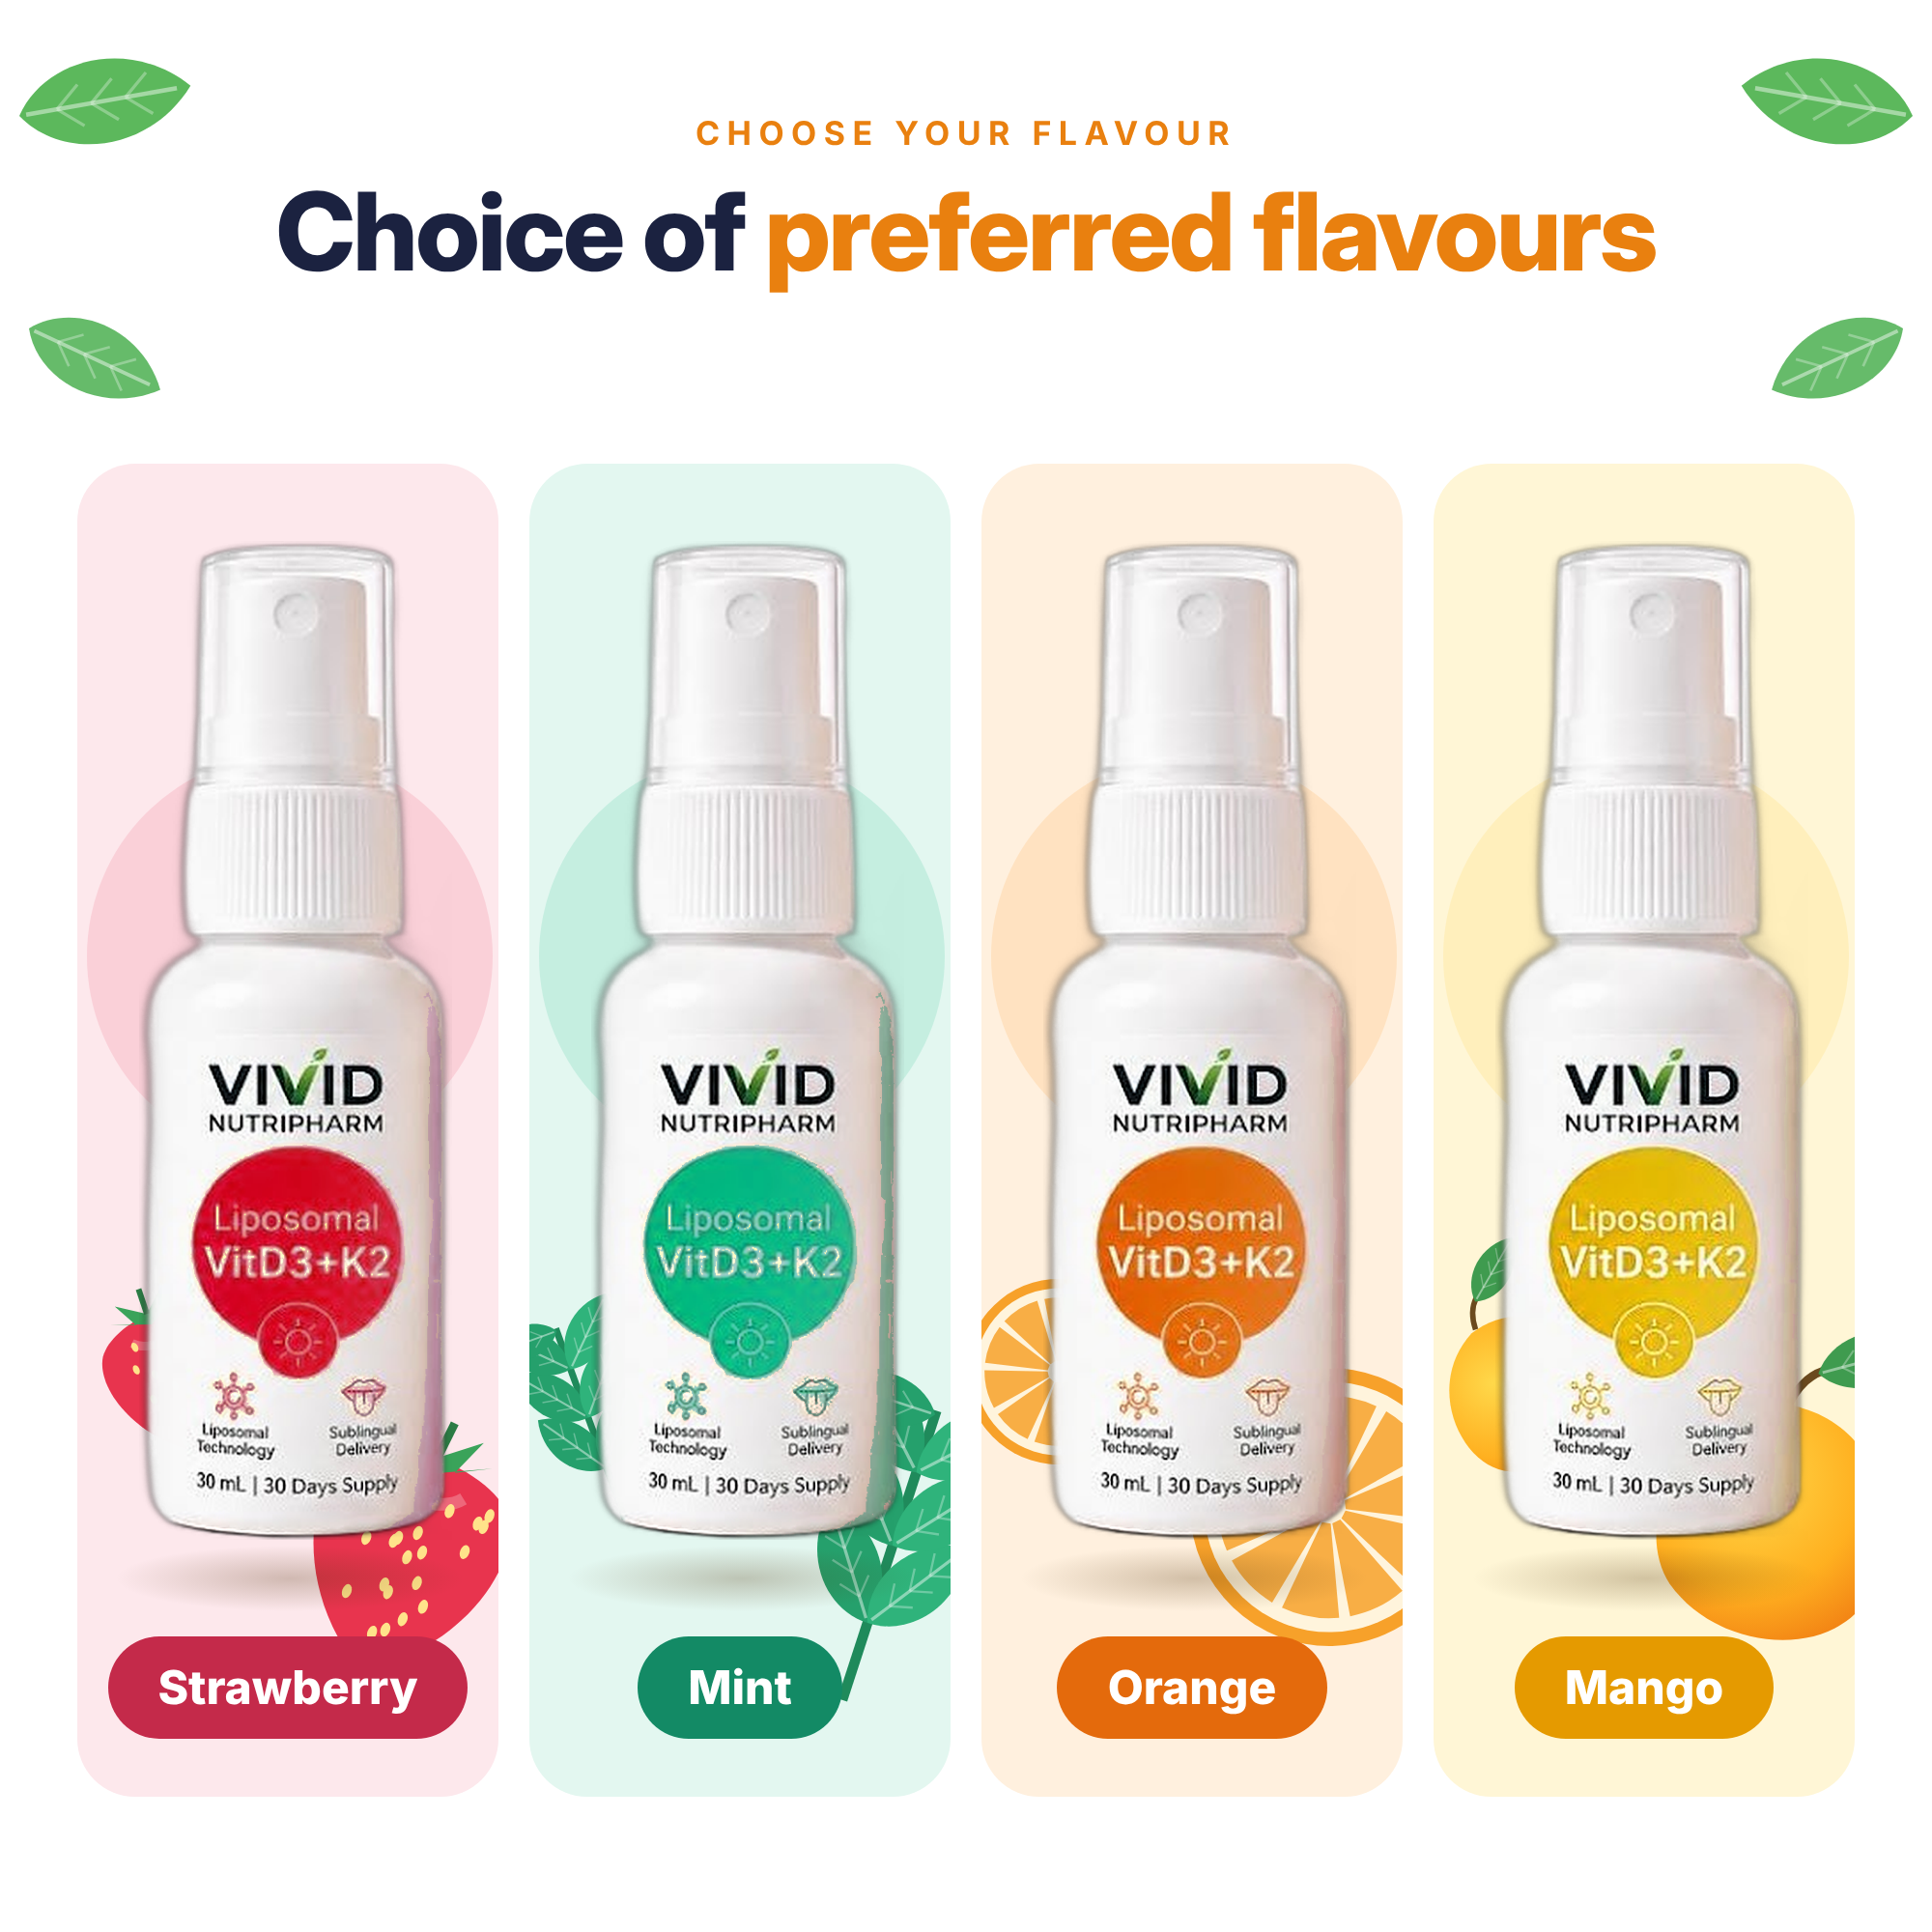 CHOOSE YOUR FLAVOUR
Choice of preferred flavours
VIVID
NUTRIPHARM
Liposomal
VitD3+K2
Liposomal
Technology
Sublingual
Delivery
30 mL | 30 Days Supply
Strawberry
VIVID
NUTRIPHARM
Liposomal
VitD3+K2
Liposomal
Technology
Sublingual
Delivery
30 mL | 30 Days Supply
Mint
VIVID
NUTRIPHARM
Liposomal
VitD3+K2
Liposomal
Technology
Sublingual
Delivery
30 mL | 30 Days Supply
Orange
VIVID
NUTRIPHARM
Liposomal
VitD3+K2
Liposomal
Technology
Sublingual
Delivery
30 mL | 30 Days Supply
Mango